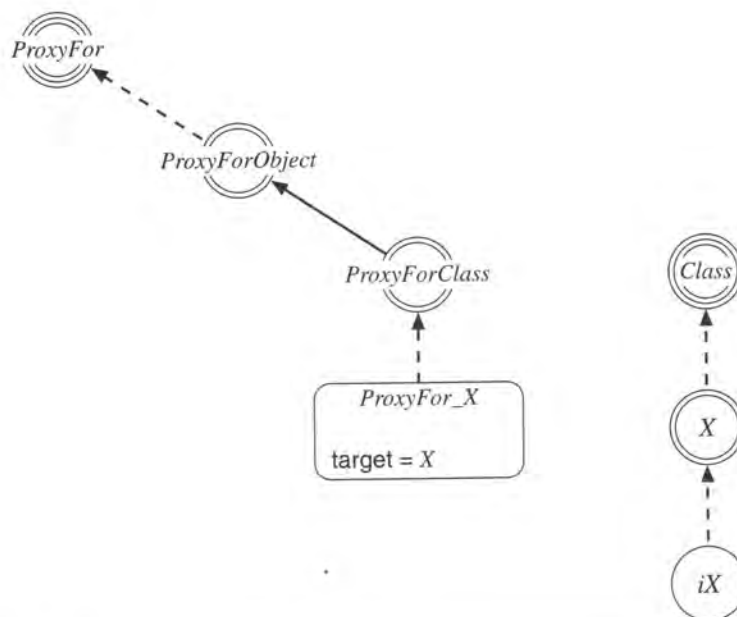 ProxyFor
ProxyForObject
ProxyForClass
Class
ProxyFor_X
target = X
X
iX